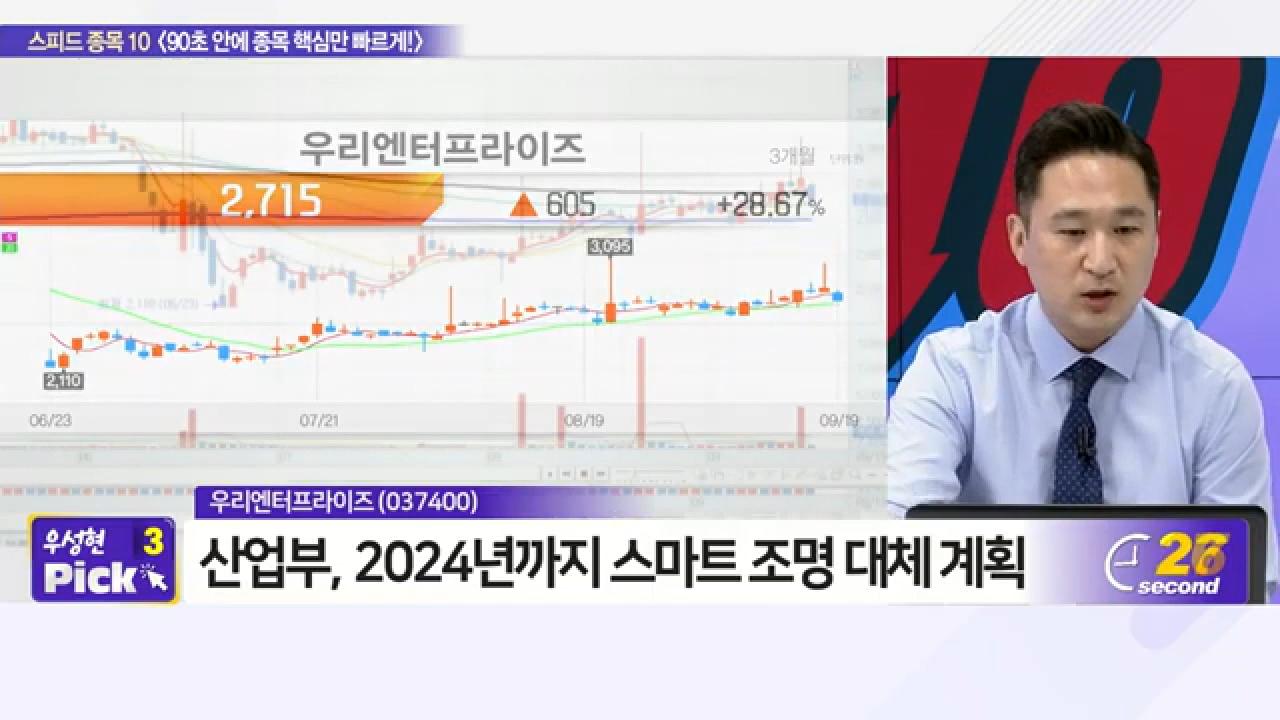 스피드 종목 10 〈90초 안에 종목 핵심만 빠르게!〉
우리엔터프라이즈
3개월
2,715
▲ 605
+28.67%
3,095
2,110
06/23
07/21
08/19
09/19
우리엔터프라이즈 (037400)
우성현 3
Pick
산업부, 2024년까지 스마트 조명 대체 계획
second